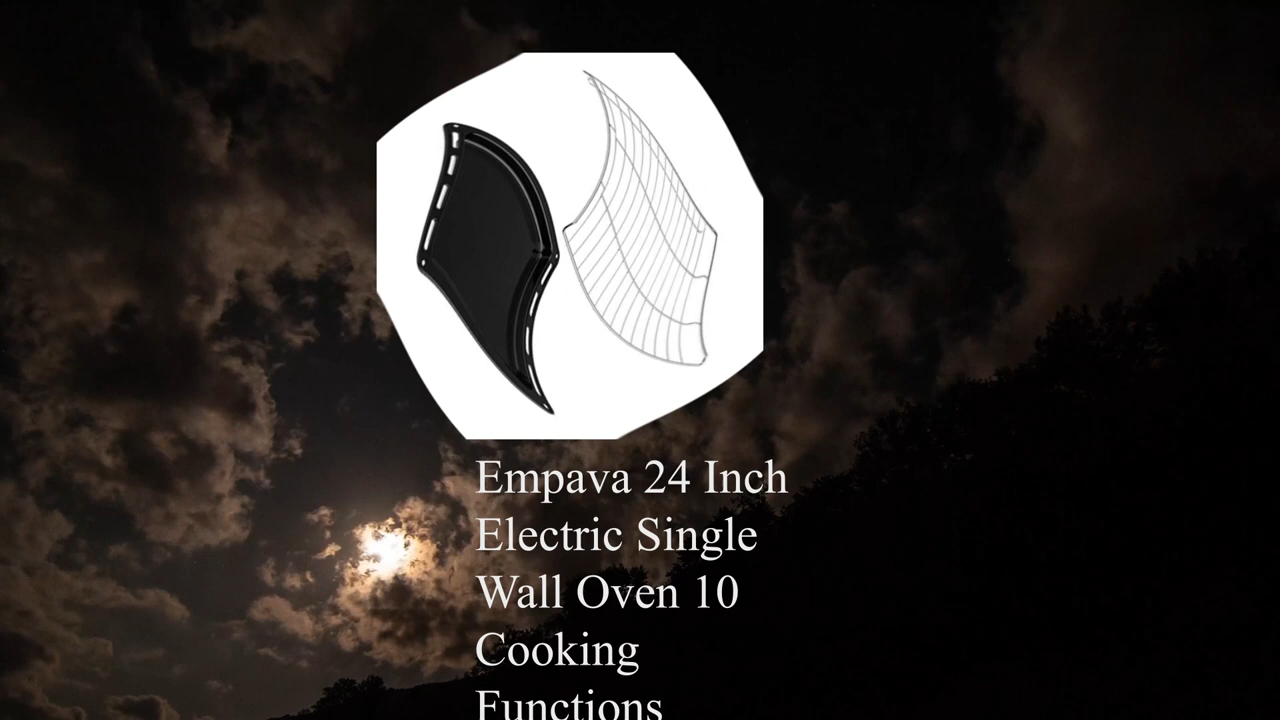 Empava 24 Inch
Electric Single
Wall Oven 10
Cooking
Functions